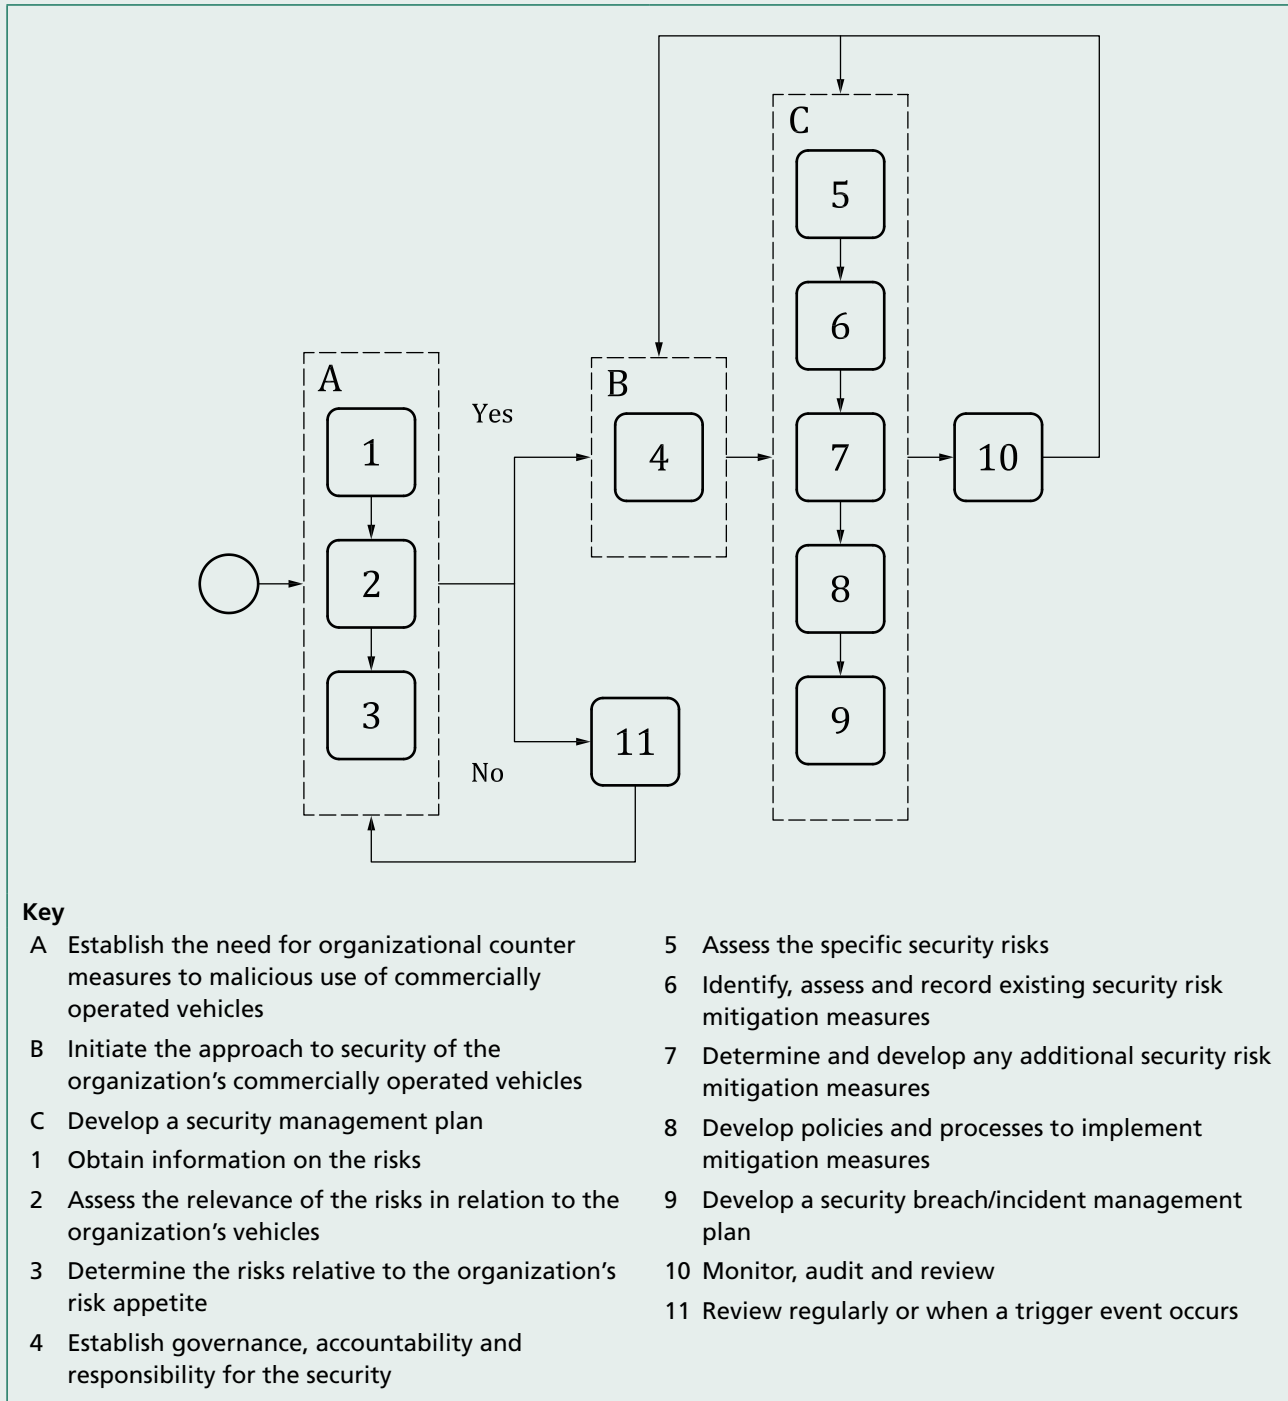 C
5
6
A
B
Yes
1
4
7
10
2
8
3
11
9
No
Key
A Establish the need for organizational counter
measures to malicious use of commercially
operated vehicles
B Initiate the approach to security of the
organization’s commercially operated vehicles
C Develop a security management plan
1 Obtain information on the risks
2 Assess the relevance of the risks in relation to the
organization’s vehicles
3 Determine the risks relative to the organization’s
risk appetite
4 Establish governance, accountability and
responsibility for the security
5 Assess the specific security risks
6 Identify, assess and record existing security risk
mitigation measures
7 Determine and develop any additional security risk
mitigation measures
8 Develop policies and processes to implement
mitigation measures
9 Develop a security breach/incident management
plan
10 Monitor, audit and review
11 Review regularly or when a trigger event occurs